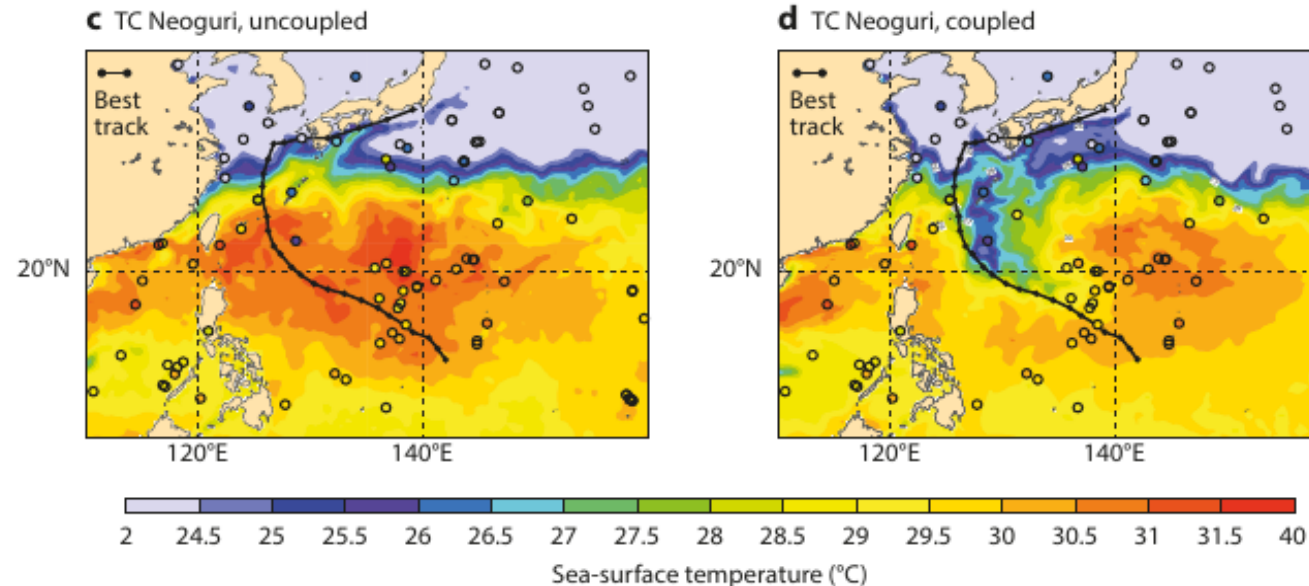 c TC Neoguri, uncoupled
d TC Neoguri, coupled
Best
track
Best
track
20°N
20°N
120°E 140°E
120°E 140°E
2 24.5 25 25.5 26 26.5 27 27.5 28 28.5 29 29.5 30 30.5 31 31.5 40
Sea-surface temperature (°C)